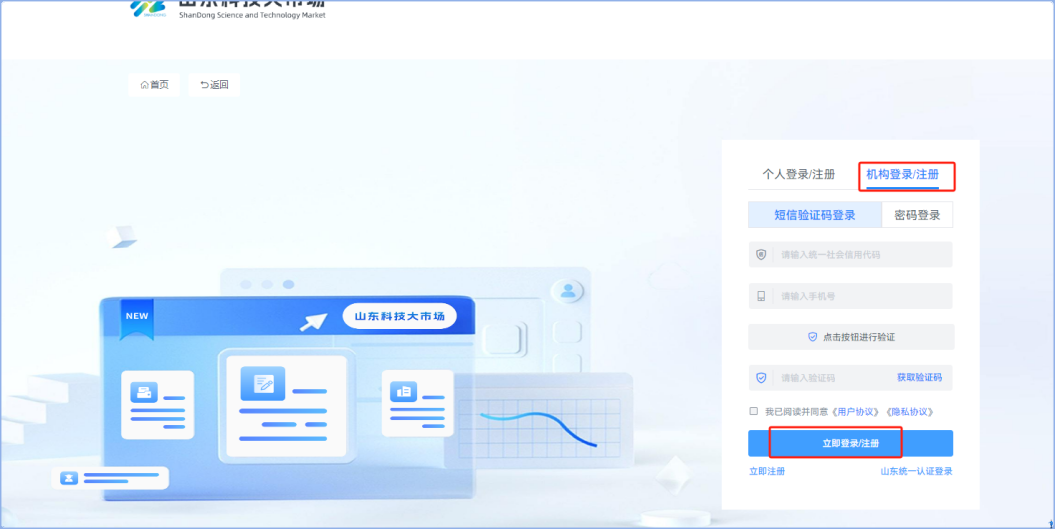 山东科技大市场
ShanDong Science and Technology Market
首页
返回
个人登录/注册
机构登录/注册
短信验证码登录
密码登录
请输入统一社会信用代码
请输入手机号
点击按钮进行验证
请输入验证码
获取验证码
我已阅读并同意《用户协议》《隐私协议》
立即登录/注册
立即注册
山东统一认证登录
NEW
山东科技大市场